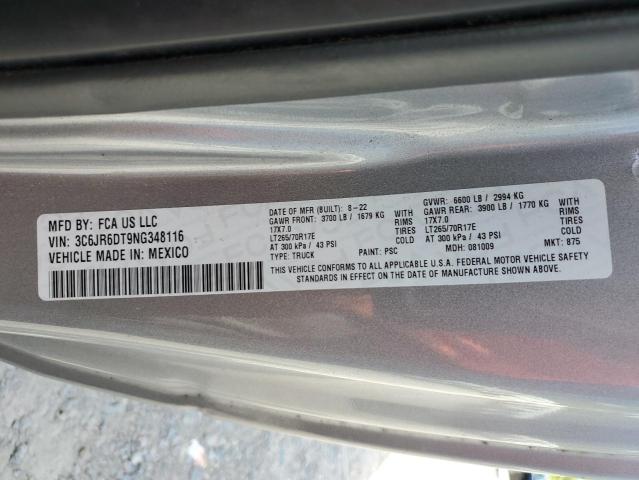 MFD BY: FCA US LLC
VIN: 3C6JR6DT9NG348116
VEHICLE MADE IN: MEXICO
DATE OF MFR (BUILT): 8-22
GAWR FRONT: 3700 LB / 1679 KG WITH
17X7.0 RIMS
LT265/70R17E TIRES
AT 300 kPa / 43 PSI COLD
TYPE: TRUCK PAINT: PSC
GVWR: 6600 LB / 2994 KG
GAWR REAR: 3900 LB / 1770 KG WITH
17X7.0 RIMS
LT265/70R17E TIRES
AT 300 kPa / 43 PSI COLD
MDH: 081009 MKT: 875
THIS VEHICLE CONFORMS TO ALL APPLICABLE U.S.A. FEDERAL MOTOR VEHICLE SAFETY
STANDARDS IN EFFECT ON THE DATE OF MANUFACTURE SHOWN ABOVE.